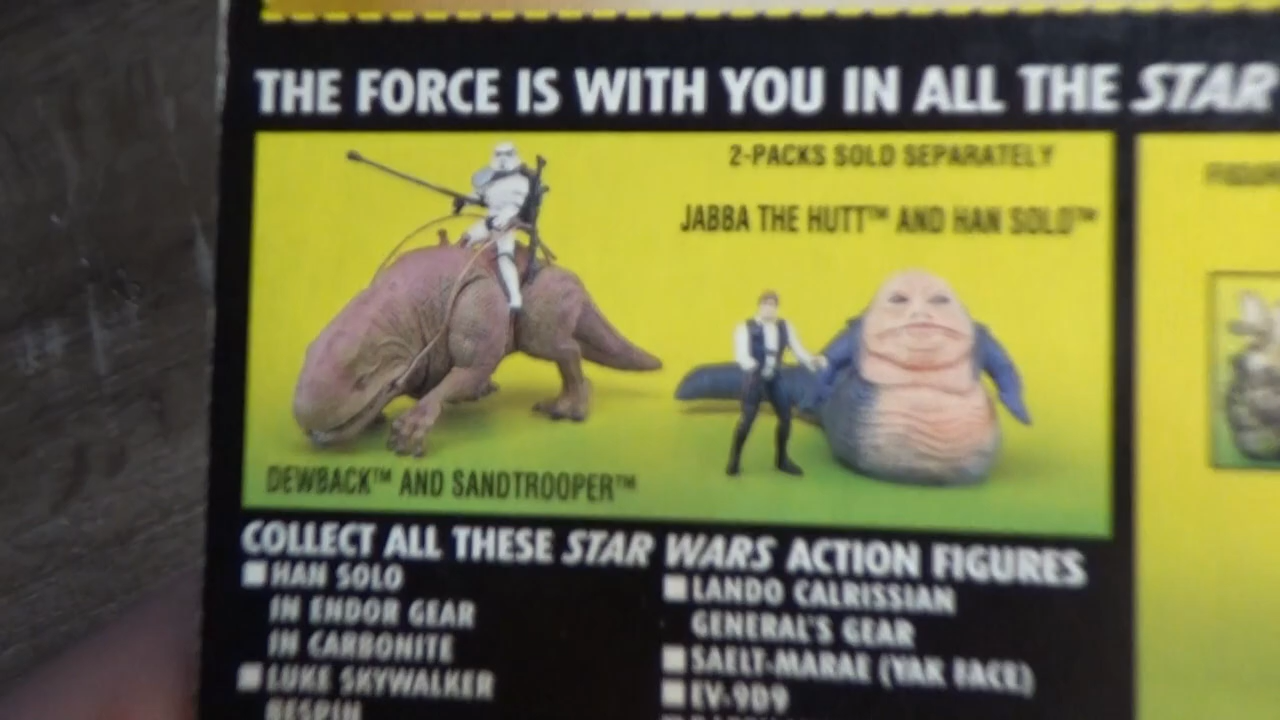 THE FORCE IS WITH YOU IN ALL THE STAR
2-PACKS SOLD SEPARATELY
JABBA THE HUTT™ AND HAN SOLO™
DEWBACK™ AND SANDTROOPER™
COLLECT ALL THESE STAR WARS ACTION FIGURES
HAN SOLO
IN ENDOR GEAR
IN CARBONITE
LUKE SKYWALKER
BESPIN
LANDO CALRISSIAN
GENERAL'S GEAR
SAELT-MARAE (YAK FACE)
EV-9D9